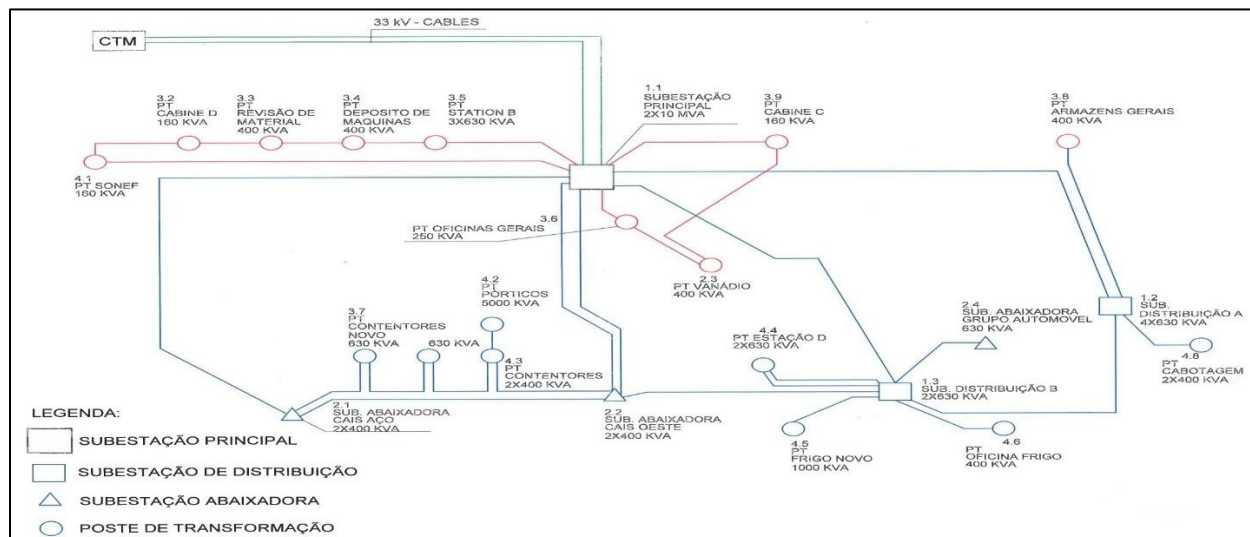 33 kV - CABLES
CTM
3.2
PT
CABINE D
160 KVA
3.3
PT
REVISÃO DE
MATERIAL
400 KVA
3.4
PT
DEPOSITO DE
MAQUINAS
400 KVA
3.5
PT
STATION B
3X630 KVA
1.1
SUBESTAÇÃO
PRINCIPAL
2X10 MVA
3.9
PT
CABINE C
160 KVA
3.8
PT
ARMAZENS GERAIS
400 KVA
4.1
PT SONEF
160 KVA
3.6
PT OFICINAS GERAIS
250 KVA
2.3
PT VANÁDIO
400 KVA
4.2
PT
PORTICOS
5000 KVA
3.7
PT
CONTENTORES
NOVO
630 KVA
630 KVA
4.3
PT
CONTENTORES
2X400 KVA
4.4
PT ESTAÇÃO D
2X630 KVA
2.4
SUB. ABAIXADORA
GRUPO AUTOMOVEL
630 KVA
1.2
SUB.
DISTRIBUIÇÃO A
4X630 KVA
4.8
PT
CABOTAGEM
2X400 KVA
1.3
SUB. DISTRIBUIÇÃO B
2X630 KVA
2.1
SUB. ABAIXADORA
CAIS AÇO
2X400 KVA
2.2
SUB. ABAIXADORA
CAIS OESTE
2X400 KVA
4.5
PT
FRIGO NOVO
1000 KVA
4.6
PT
OFICINA FRIGO
400 KVA
LEGENDA:
SUBESTAÇÃO PRINCIPAL
SUBESTAÇÃO DE DISTRIBUIÇÃO
SUBESTAÇÃO ABAIXADORA
POSTE DE TRANSFORMAÇÃO